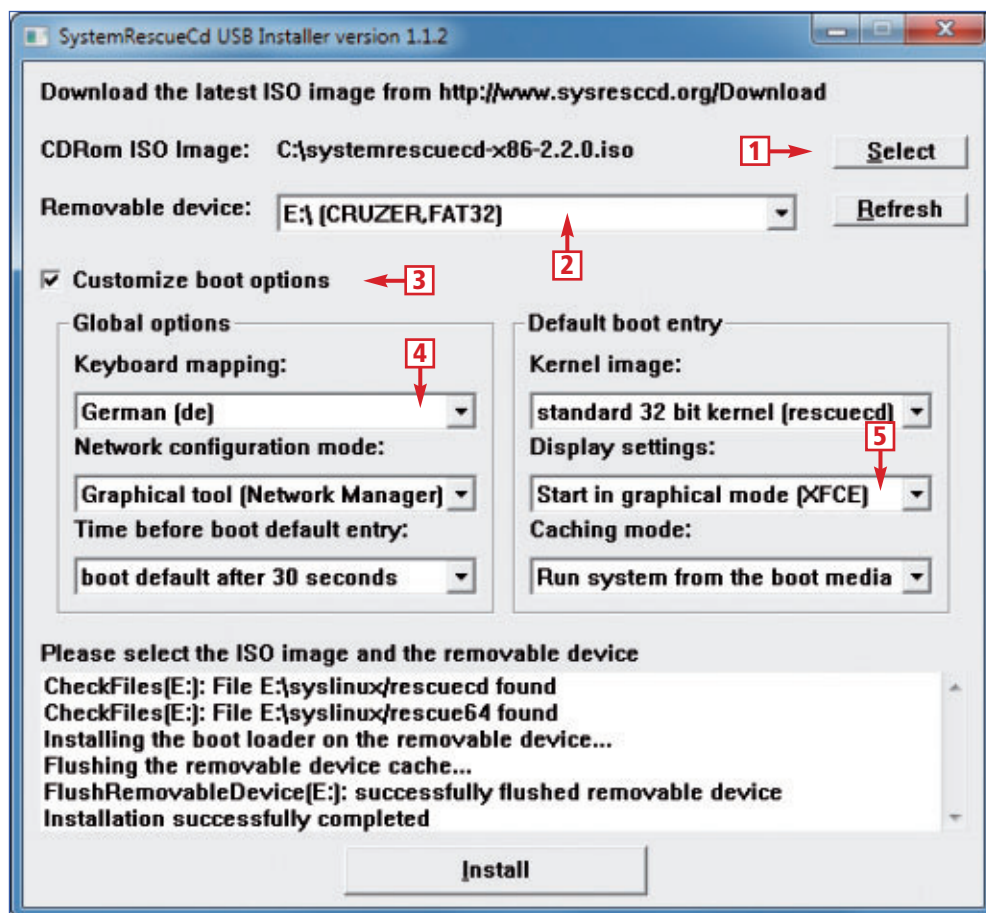 SystemRescueCd USB Installer version 1.1.2
Download the latest ISO image from http://www.sysresccd.org/Download
CDRom ISO Image: C:\systemrescuecd-x86-2.2.0.iso 1 Select
Removable device: E:\ (CRUZER,FAT32) Refresh
2
Customize boot options 3
Global options
Keyboard mapping: 4
German (de)
Network configuration mode:
Graphical tool (Network Manager)
Time before boot default entry:
boot default after 30 seconds
Default boot entry
Kernel image:
standard 32 bit kernel (rescuecd)
Display settings: 5
Start in graphical mode (XFCE)
Caching mode:
Run system from the boot media
Please select the ISO image and the removable device
CheckFiles(E:): File E:\syslinux/rescuecd found
CheckFiles(E:): File E:\syslinux/rescue64 found
Installing the boot loader on the removable device...
Flushing the removable device cache...
FlushRemovableDevice(E:): successfully flushed removable device
Installation successfully completed
Install